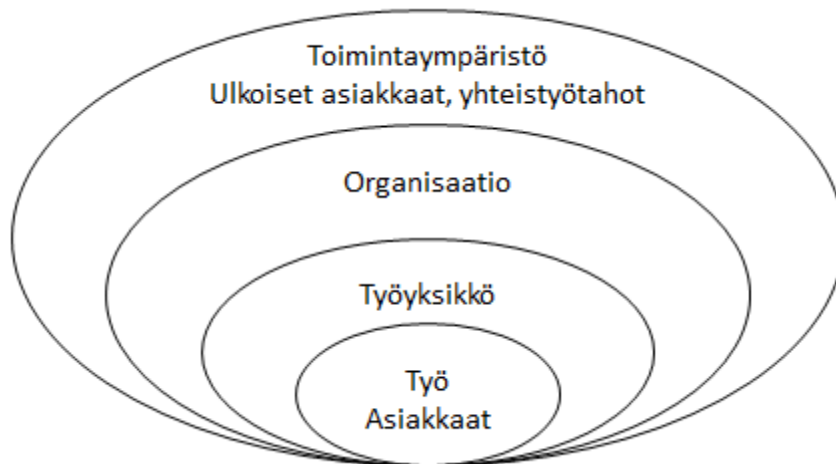 Toimintaympäristö
Ulkoiset asiakkaat, yhteistyötahot
Organisaatio
Työyksikkö
Työ
Asiakkaat